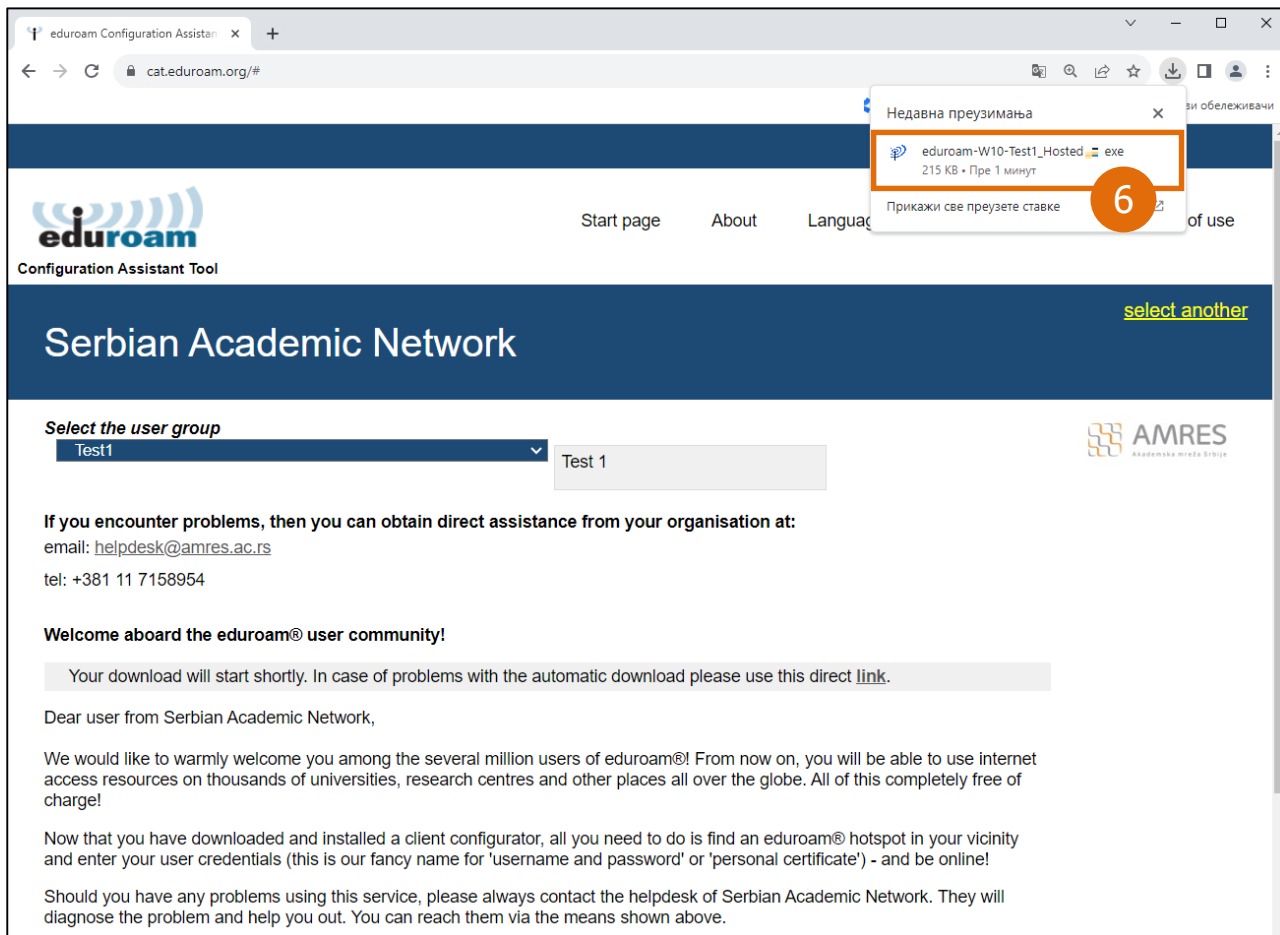 eduroam Configuration Assistan
cat.eduroam.org/#
Недавна преузимања
ви обележивачи
eduroam-W10-Test1_Hosted exe
215 KB • Пре 1 минут
Прикажи све преузете ставке
6
eduroam
Configuration Assistant Tool
Start page About Languag of use
select another
Serbian Academic Network
Select the user group
Test1
Test 1
AMRES
Akademska mreža Srbije
If you encounter problems, then you can obtain direct assistance from your organisation at:
email: helpdesk@amres.ac.rs
tel: +381 11 7158954
Welcome aboard the eduroam® user community!
Your download will start shortly. In case of problems with the automatic download please use this direct link.
Dear user from Serbian Academic Network,
We would like to warmly welcome you among the several million users of eduroam®! From now on, you will be able to use internet
access resources on thousands of universities, research centres and other places all over the globe. All of this completely free of
charge!
Now that you have downloaded and installed a client configurator, all you need to do is find an eduroam® hotspot in your vicinity
and enter your user credentials (this is our fancy name for 'username and password' or 'personal certificate') - and be online!
Should you have any problems using this service, please always contact the helpdesk of Serbian Academic Network. They will
diagnose the problem and help you out. You can reach them via the means shown above.